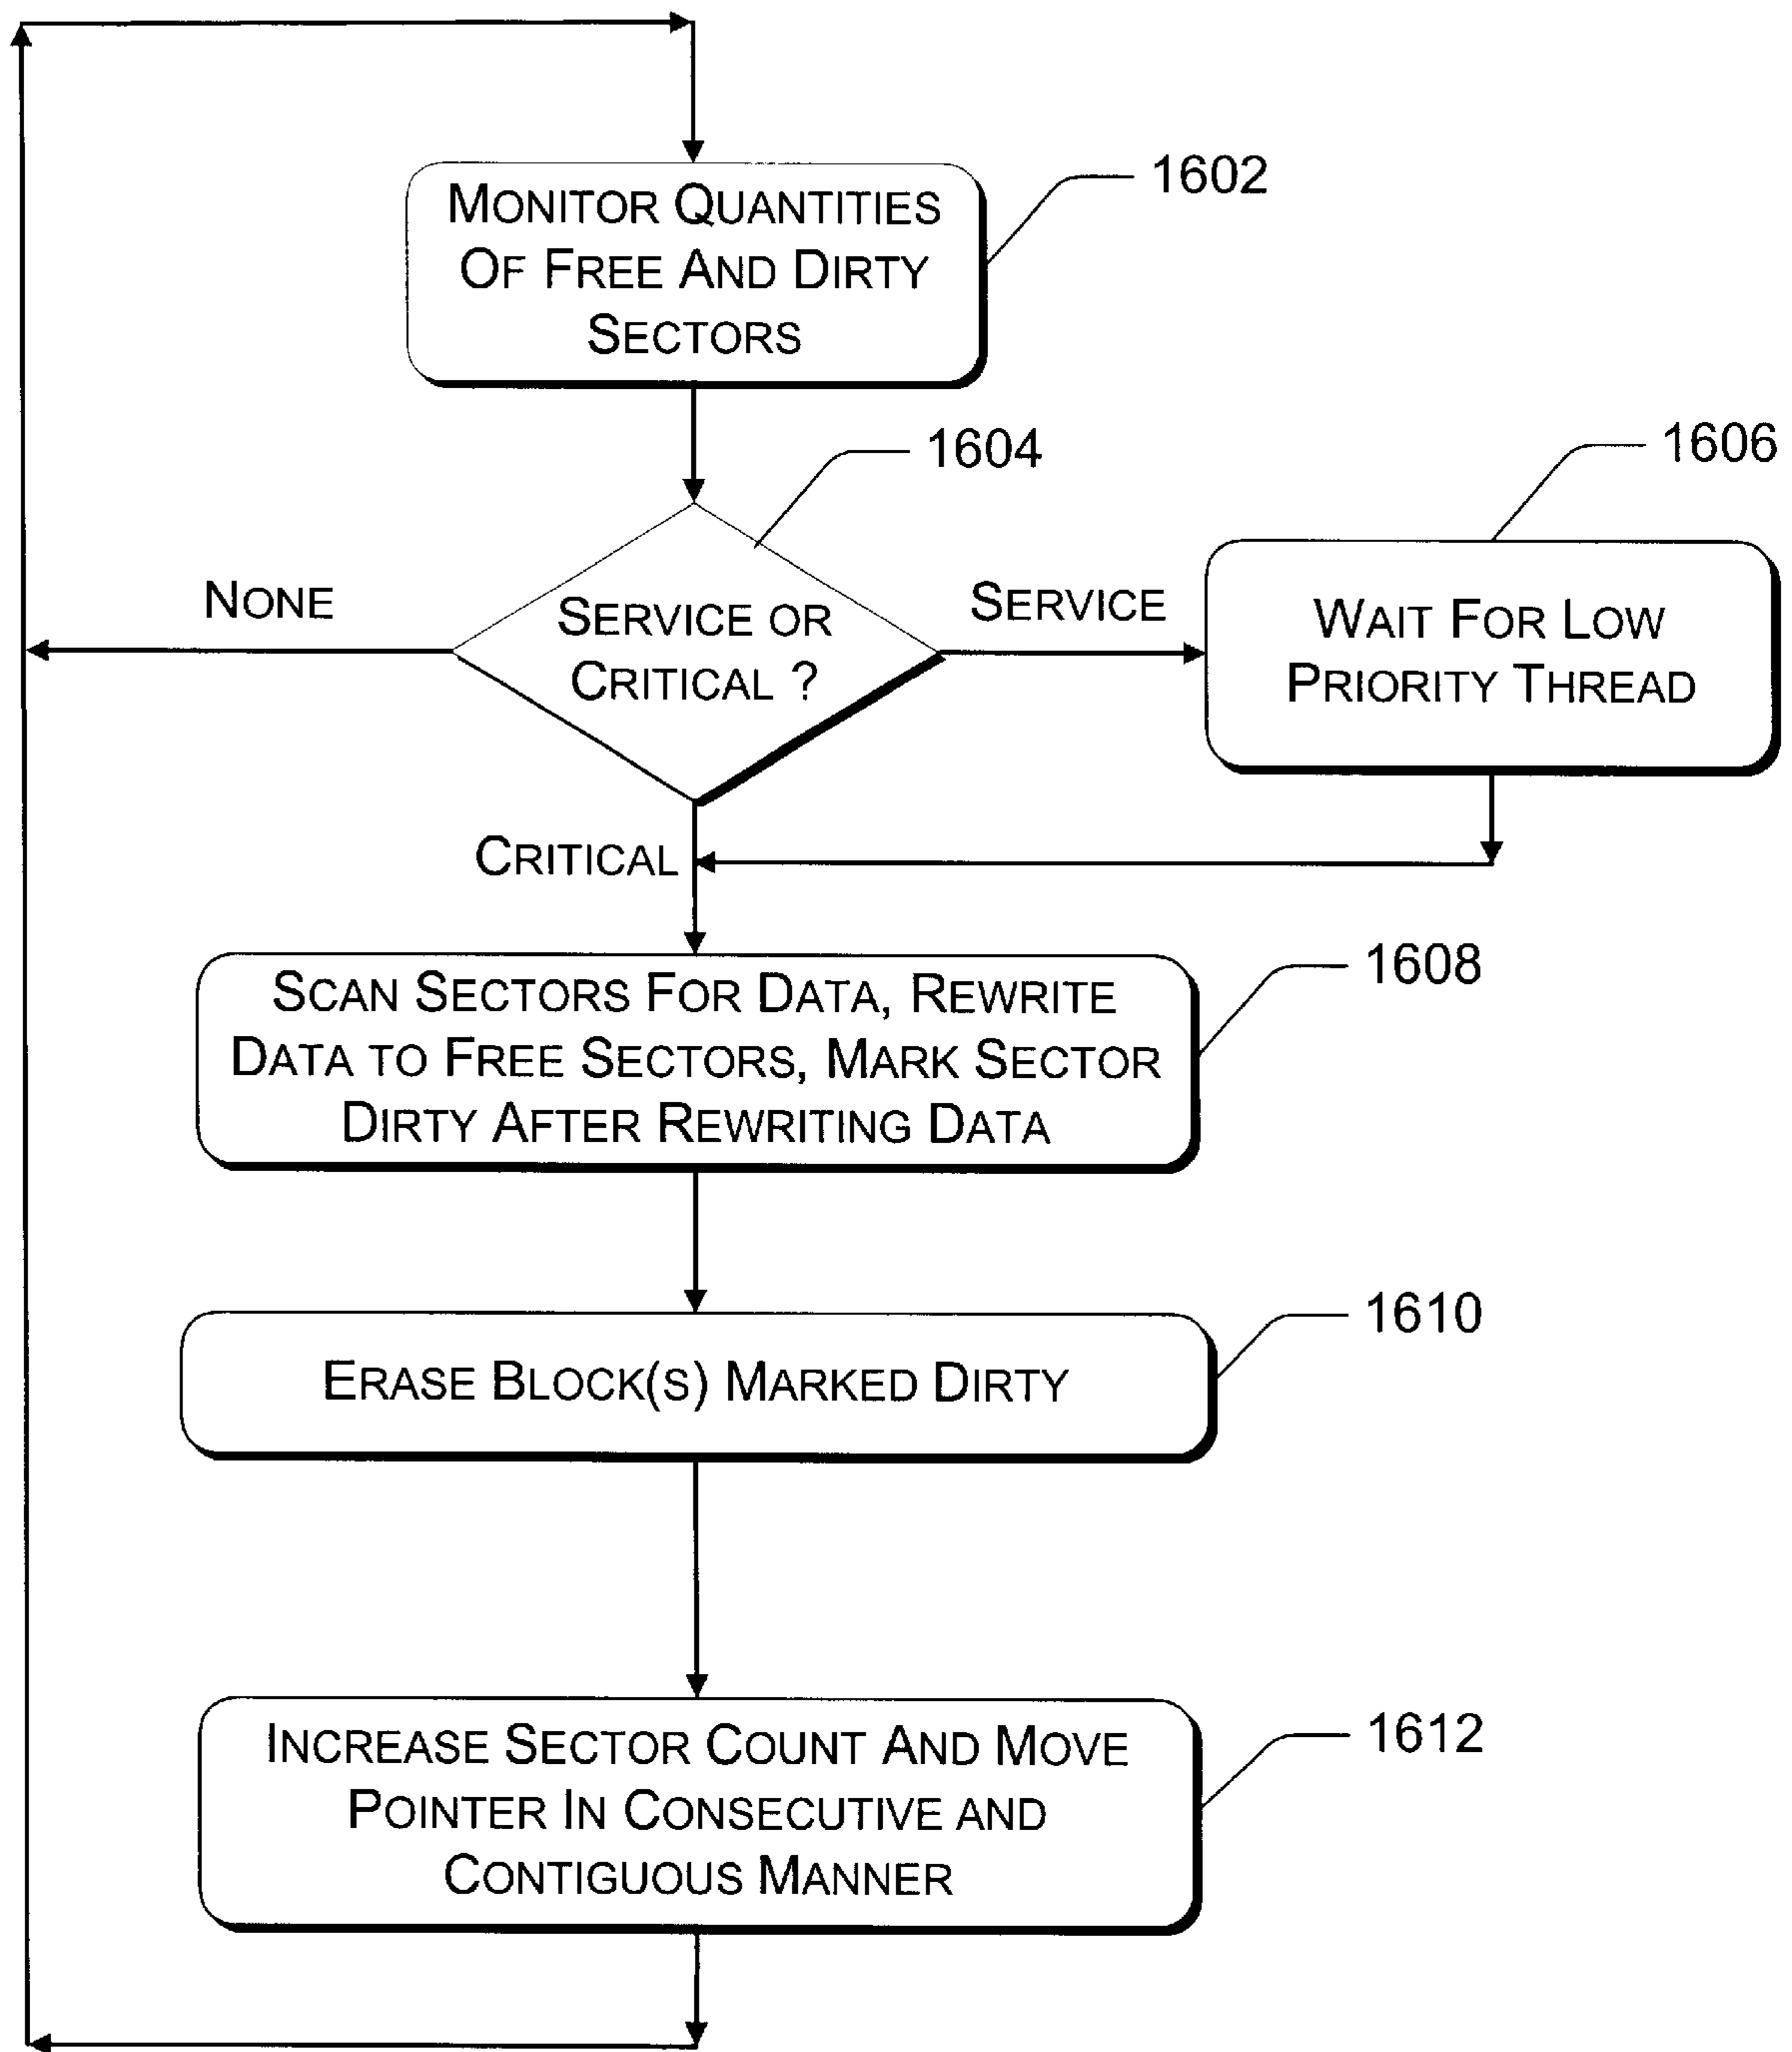 MONITOR QUANTITIES
OF FREE AND DIRTY
SECTORS
1602
1604
1606
NONE
SERVICE OR
CRITICAL ?
SERVICE
WAIT FOR LOW
PRIORITY THREAD
CRITICAL
SCAN SECTORS FOR DATA, REWRITE
DATA TO FREE SECTORS, MARK SECTOR
DIRTY AFTER REWRITING DATA
1608
ERASE BLOCK(S) MARKED DIRTY
1610
INCREASE SECTOR COUNT AND MOVE
POINTER IN CONSECUTIVE AND
CONTIGUOUS MANNER
1612